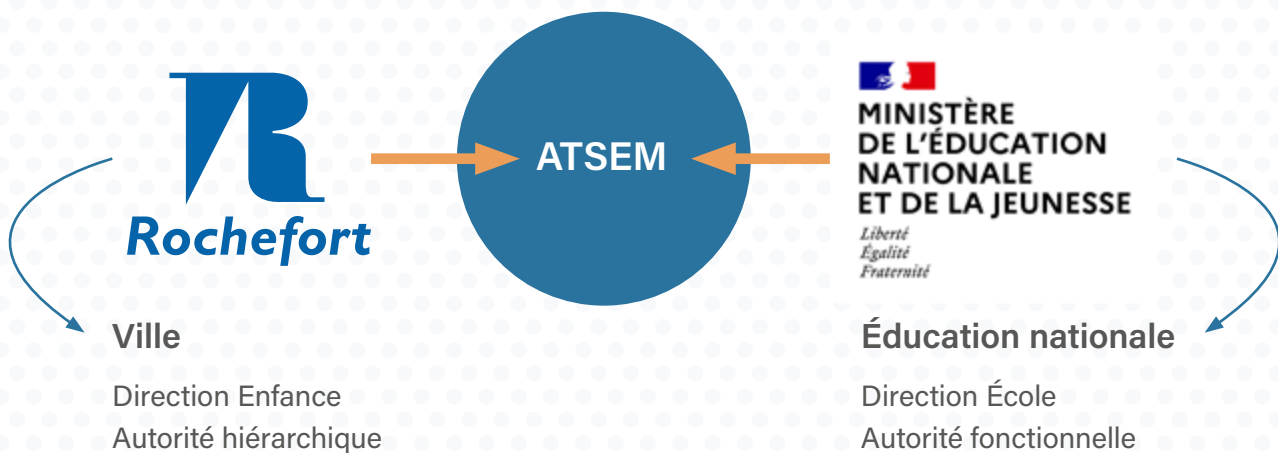 Rochefort
ATSEM
MINISTÈRE
DE L'ÉDUCATION
NATIONALE
ET DE LA JEUNESSE
Liberté
Égalité
Fraternité
Ville
Direction Enfance
Autorité hiérarchique
Éducation nationale
Direction École
Autorité fonctionnelle